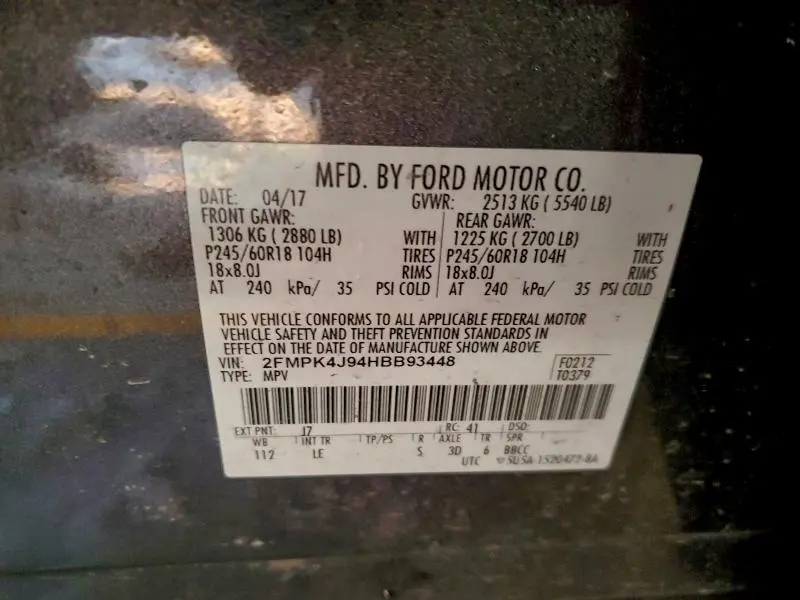 MFD. BY FORD MOTOR CO.
DATE: 04/17 GVWR: 2513 KG ( 5540 LB)
FRONT GAWR: REAR GAWR:
1306 KG ( 2880 LB) WITH 1225 KG ( 2700 LB) WITH
P245/60R18 104H TIRES P245/60R18 104H TIRES
18x8.0J RIMS 18x8.0J RIMS
AT 240 kPa/ 35 PSI COLD AT 240 kPa/ 35 PSI COLD
THIS VEHICLE CONFORMS TO ALL APPLICABLE FEDERAL MOTOR
VEHICLE SAFETY AND THEFT PREVENTION STANDARDS IN
EFFECT ON THE DATE OF MANUFACTURE SHOWN ABOVE.
VIN: 2FMPK4J94HBB93448 F0212
TYPE: MPV T0379
EXT PNT: J7 RC: 41 DSO:
WB INT TR TP/PS R AXLE TR SPR
112 LE S 3D 6 BBCC
UTC